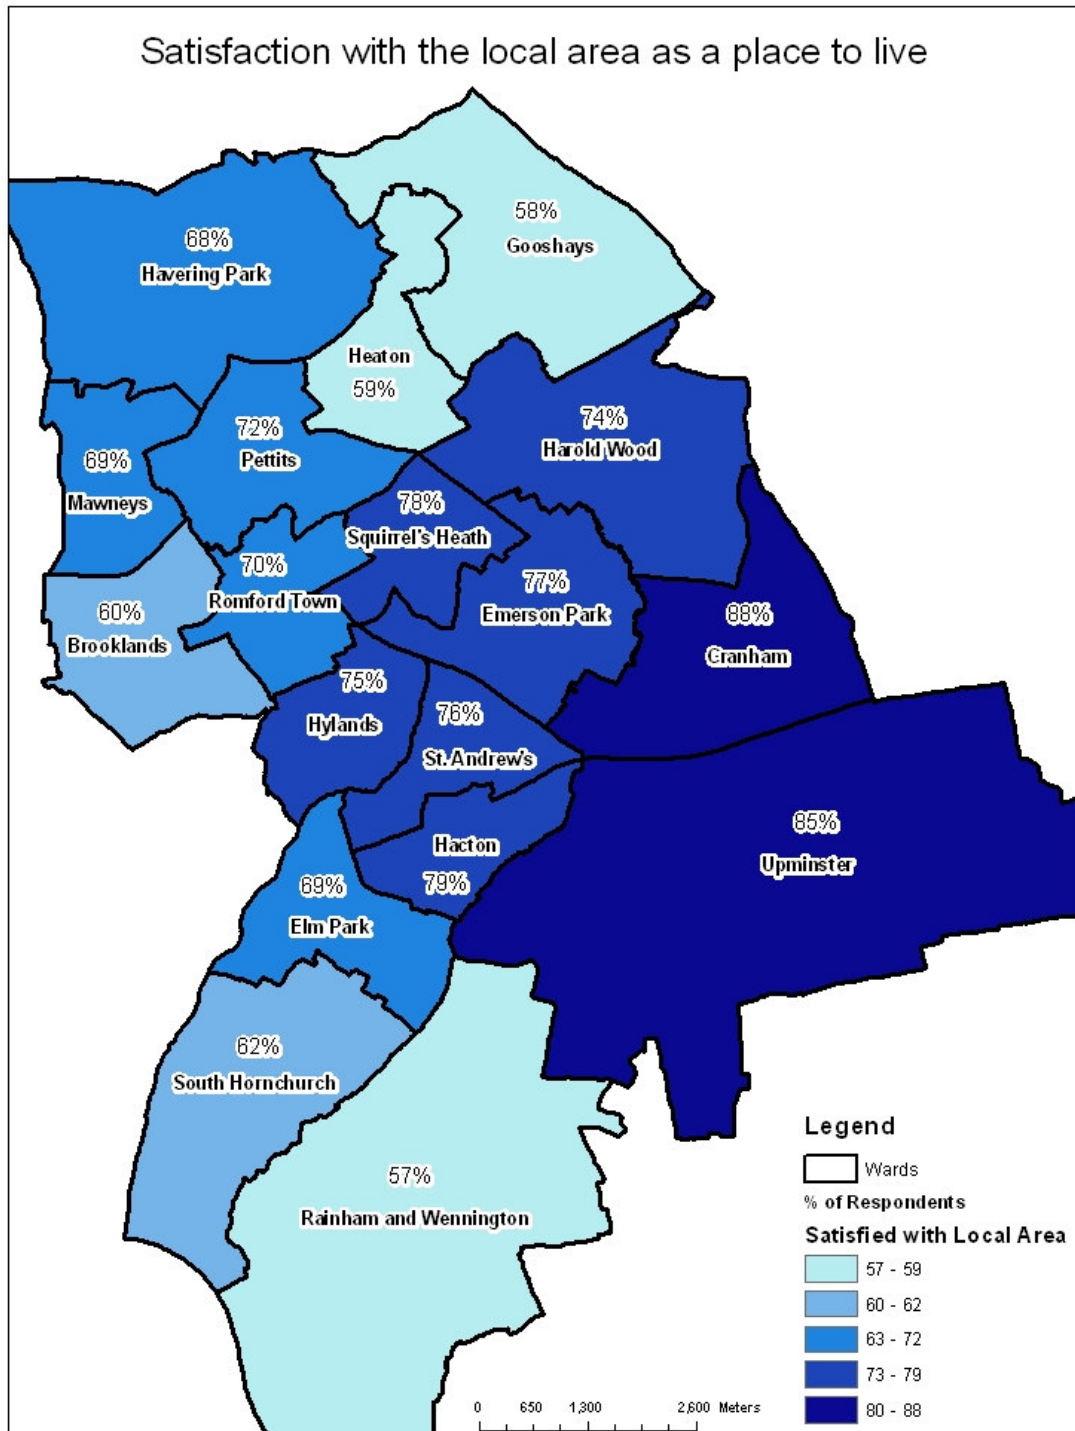 Satisfaction with the local area as a place to live
58%
Gooshays
68%
Havering Park
Heaton
59%
74%
Harold Wood
72%
Pettits
69%
Mawneys
78%
Squirrel's Heath
70%
Romford Town
77%
Emerson Park
60%
Brooklands
88%
Cranham
75%
Hylands
76%
St. Andrew's
85%
Upminster
Hacton
79%
69%
Elm Park
62%
South Hornchurch
57%
Rainham and Wennington
Legend
Wards
% of Respondents
Satisfied with Local Area
57 - 59
60 - 62
63 - 72
73 - 79
80 - 88
0 650 1,300 2,600 Meters